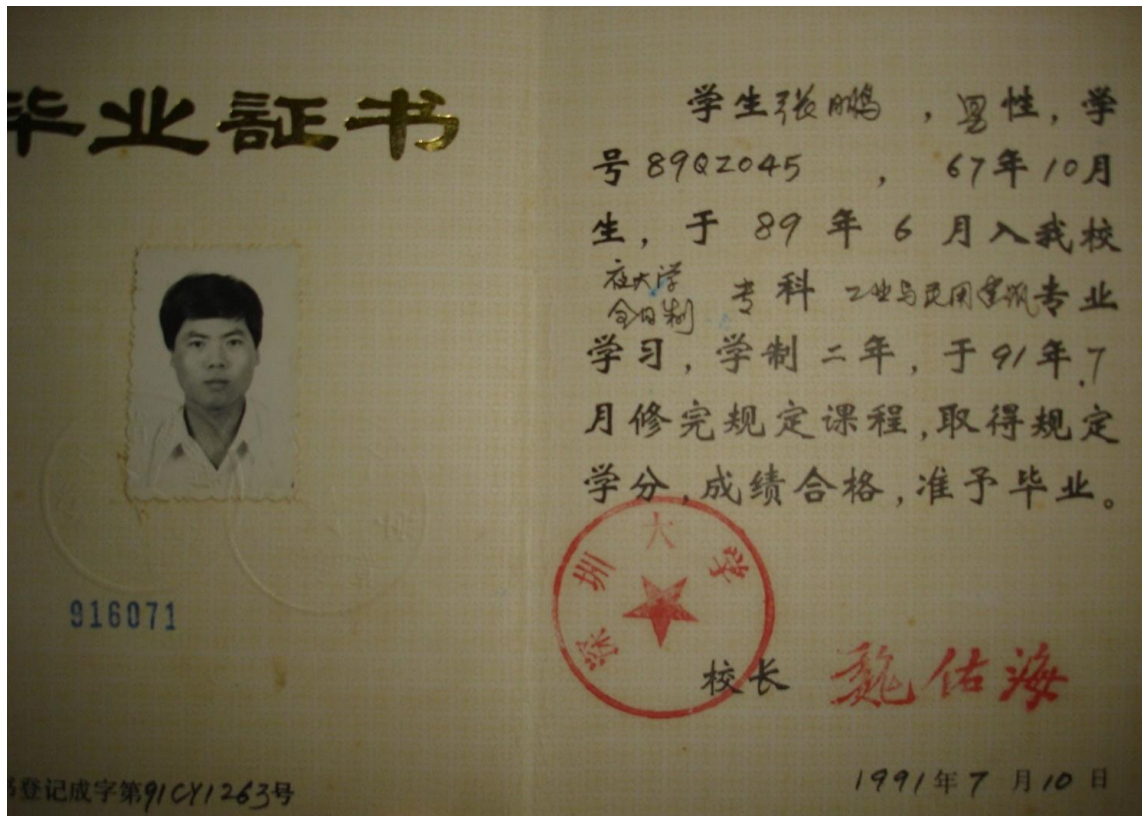 毕业証书
916071
书登记成字第91CY1263号
学生张鹏，男性，学
号89QZ045，67年10月
生，于89年6月入我校
夜大学
全日制 专科 工业与民用建筑专业
学习，学制二年，于91年7
月修完规定课程，取得规定
学分，成绩合格，准予毕业。
深圳大学
校长 魏佑海
1991年7月10日